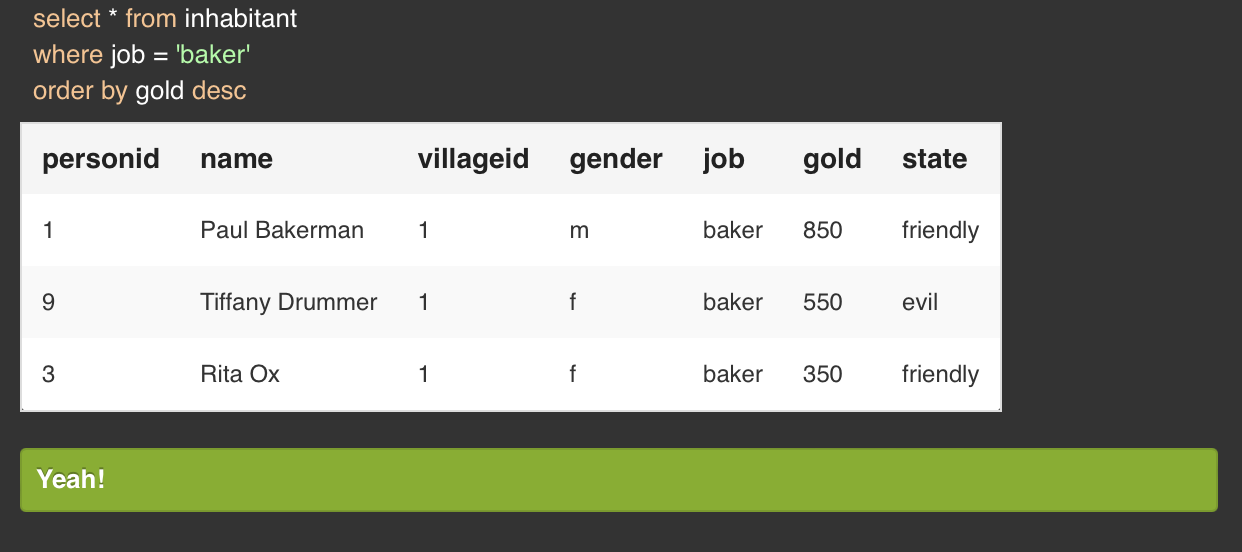 select * from inhabitant
where job = 'baker'
order by gold desc
personid name villageid gender job gold state
1 Paul Bakerman 1 m baker 850 friendly
9 Tiffany Drummer 1 f baker 550 evil
3 Rita Ox 1 f baker 350 friendly
Yeah!